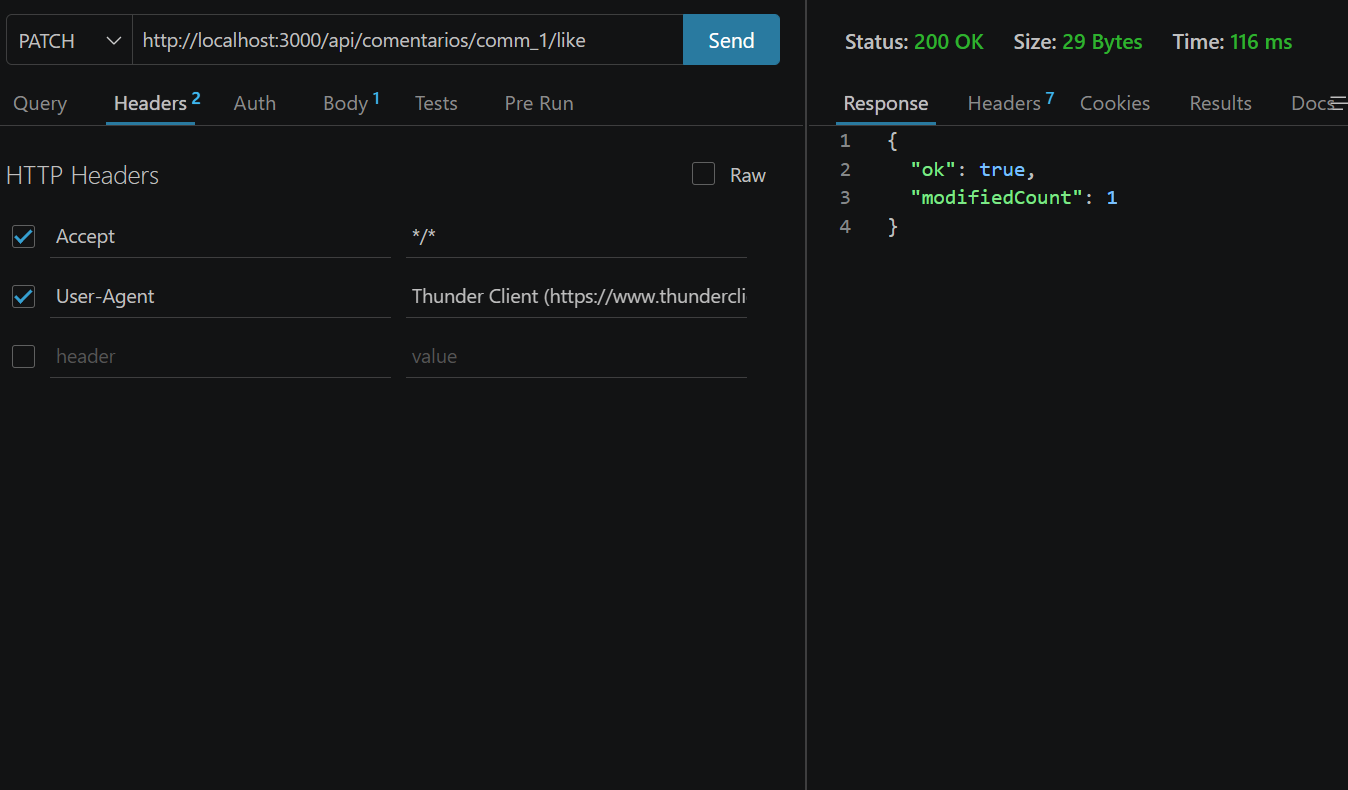 PATCH http://localhost:3000/api/comentarios/comm_1/like Send
Query Headers 2 Auth Body 1 Tests Pre Run
HTTP Headers Raw
Accept */*
User-Agent Thunder Client (https://www.thundercli
header value
Status: 200 OK Size: 29 Bytes Time: 116 ms
Response Headers 7 Cookies Results Docs
1 {
2 "ok": true,
3 "modifiedCount": 1
4 }